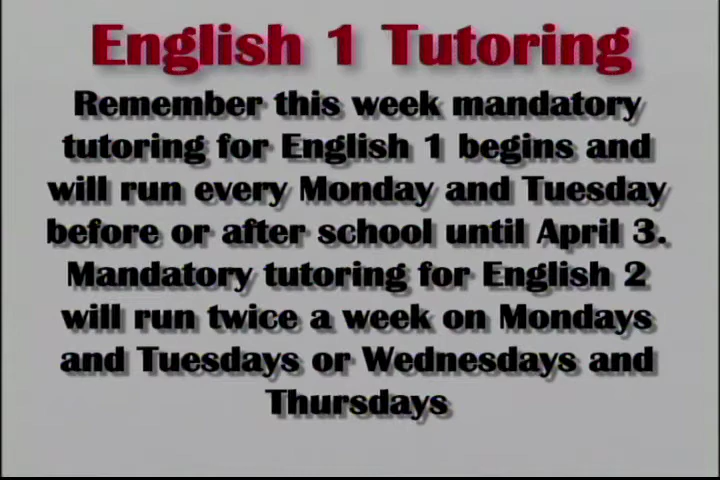 English 1 Tutoring
Remember this week mandatory
tutoring for English 1 begins and
will run every Monday and Tuesday
before or after school until April 3.
Mandatory tutoring for English 2
will run twice a week on Mondays
and Tuesdays or Wednesdays and
Thursdays